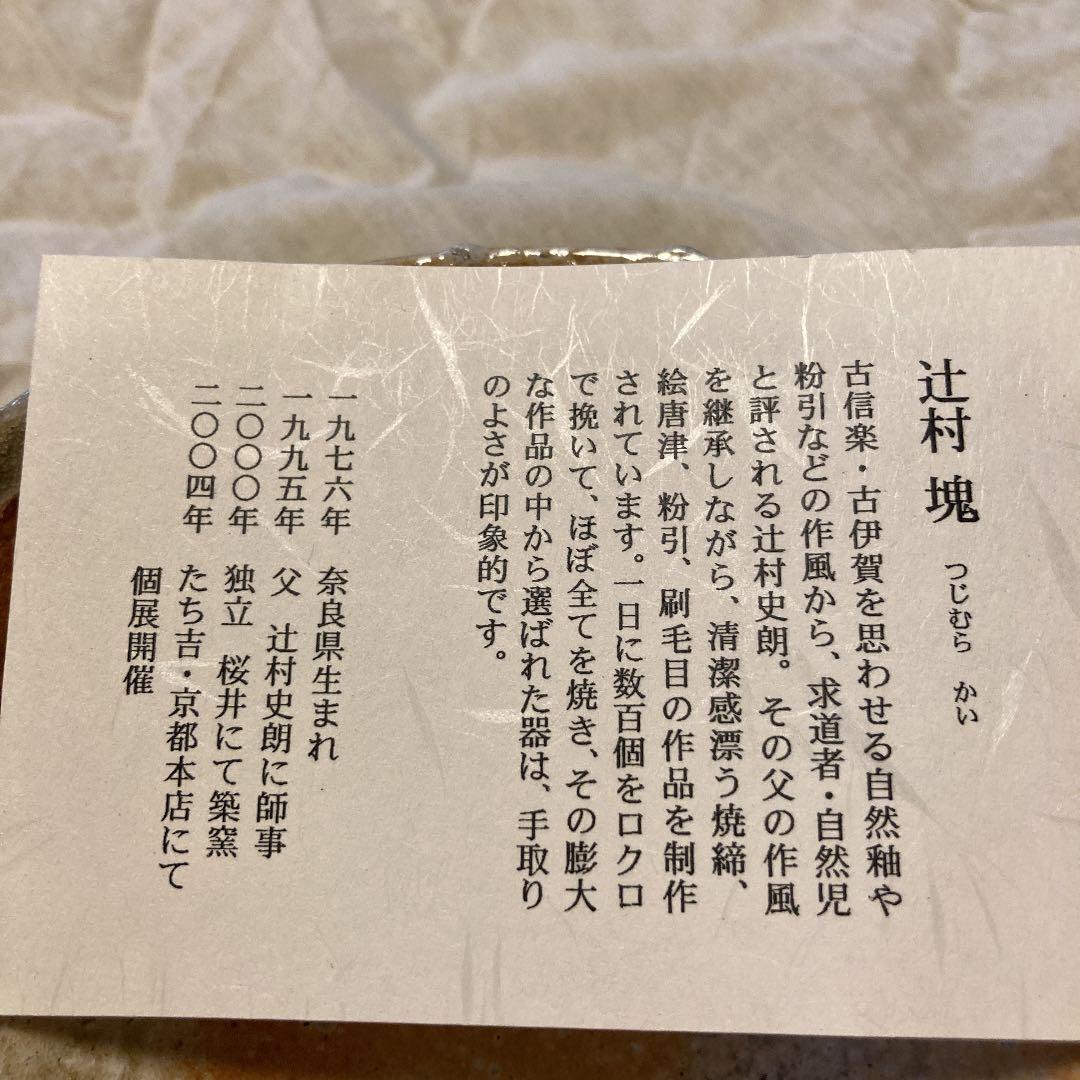 辻村 塊 つじむら かい
古信楽・古伊賀を思わせる自然釉や
粉引などの作風から、求道者・自然児
と評される辻村史朗。その父の作風
を継承しながら、清潔感漂う焼締、
絵唐津、粉引、刷毛目の作品を制作
されています。一日に数百個をロクロ
で挽いて、ほぼ全てを焼き、その膨大
な作品の中から選ばれた器は、手取り
のよさが印象的です。
一九七六年 奈良県生まれ
一九九五年 父 辻村史朗に師事
二〇〇〇年 独立 桜井にて築窯
二〇〇四年 たち吉・京都本店にて
個展開催